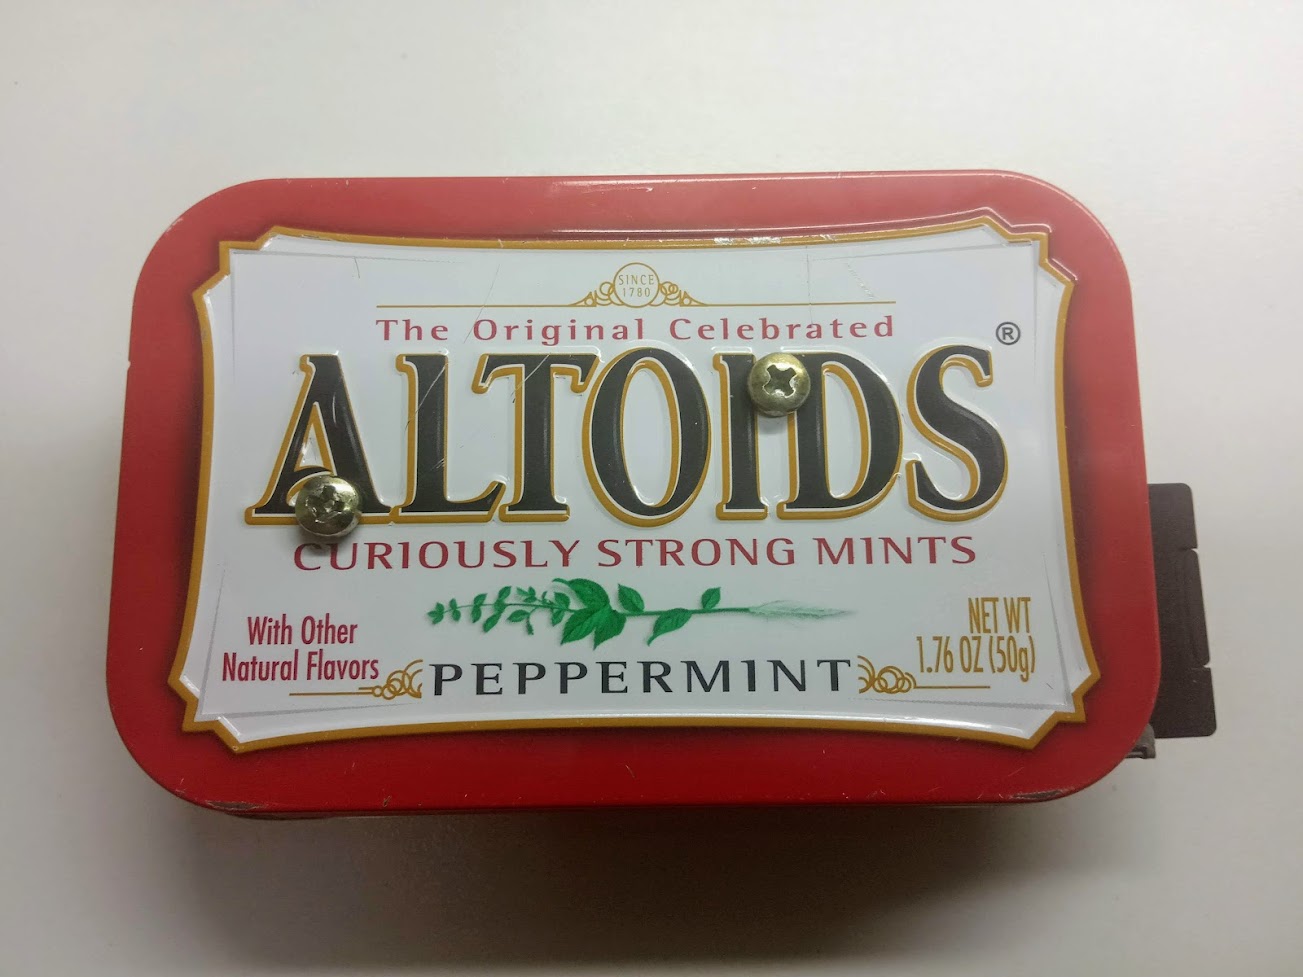 SINCE
1780
The Original Celebrated
ALTOIDS®
CURIOUSLY STRONG MINTS
With Other
Natural Flavors
PEPPERMINT
NET WT
1.76 OZ (50g)